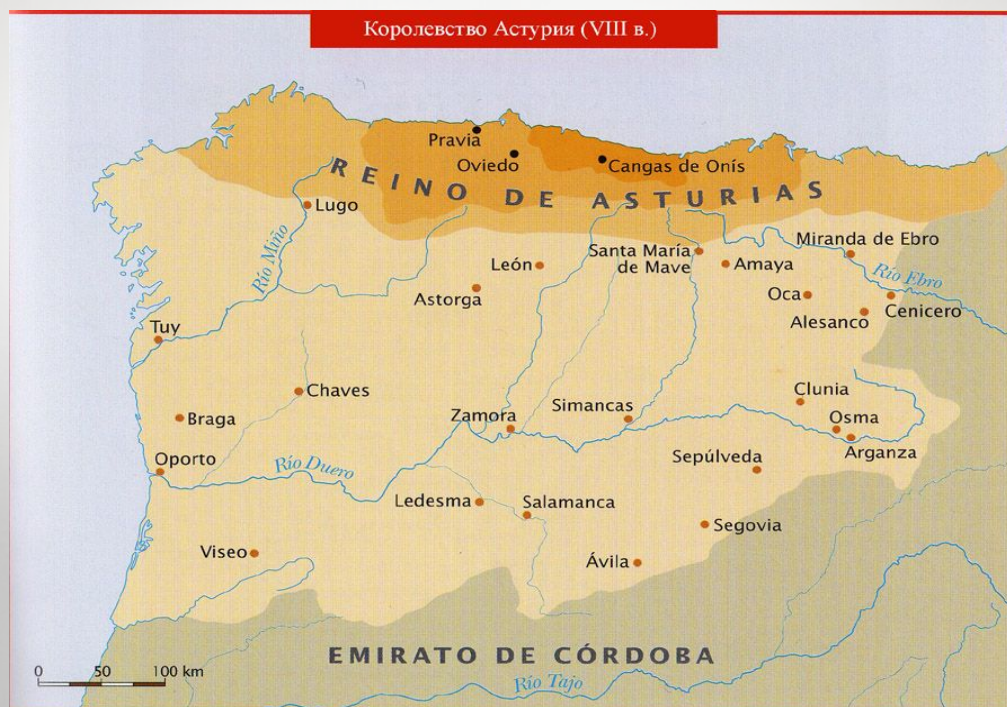 Королевство Астурия (VIII в.)
Pravia
Oviedo
Cangas de Onís
REINO DE ASTURIAS
Lugo
Río Miño
León
Santa María
de Mave
Amaya
Miranda de Ebro
Río Ebro
Astorga
Oca
Alesanco
Cenicero
Tuy
Chaves
Braga
Zamora
Simancas
Clunia
Osma
Arganza
Oporto
Río Duero
Sepúlveda
Ledesma
Salamanca
Segovia
Viseo
Ávila
EMIRATO DE CÓRDOBA
Río Tajo
0 50 100 km